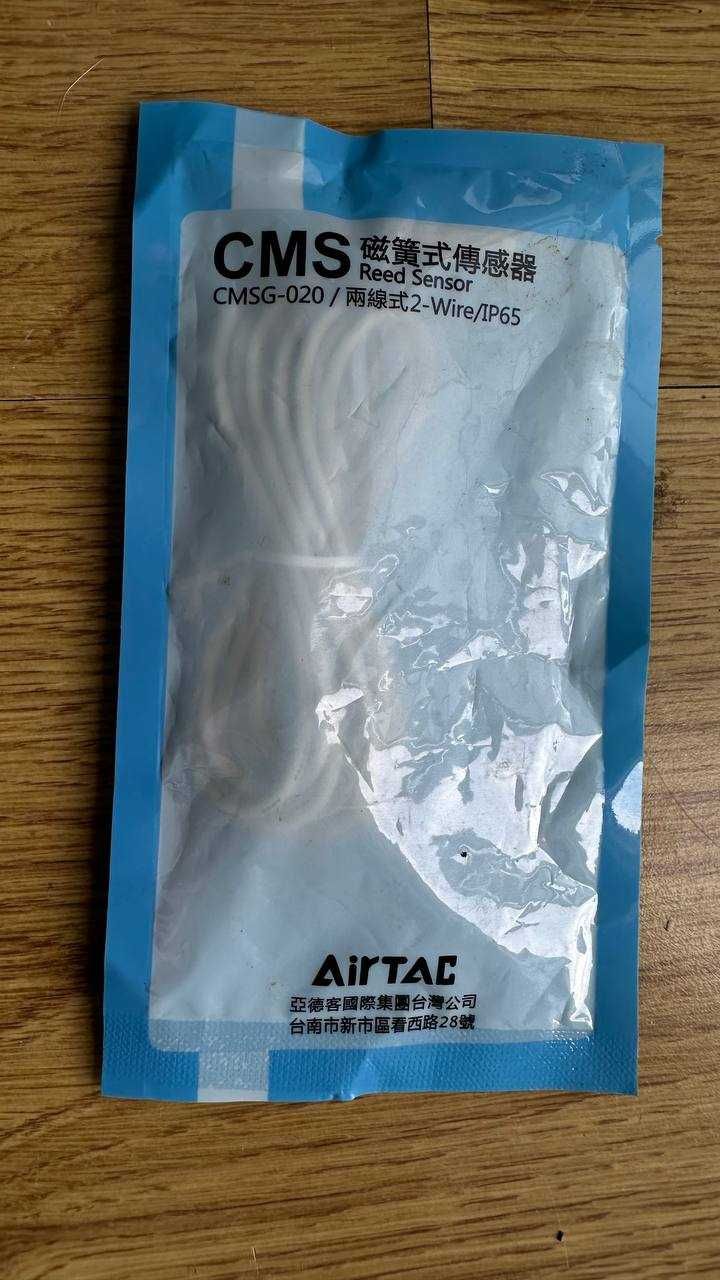 CMS 磁簧式傳感器
Reed Sensor
CMSG-020 / 兩線式2-Wire/IP65
AirTAC
亞德客國際集團台灣公司
台南市新市區看西路28號